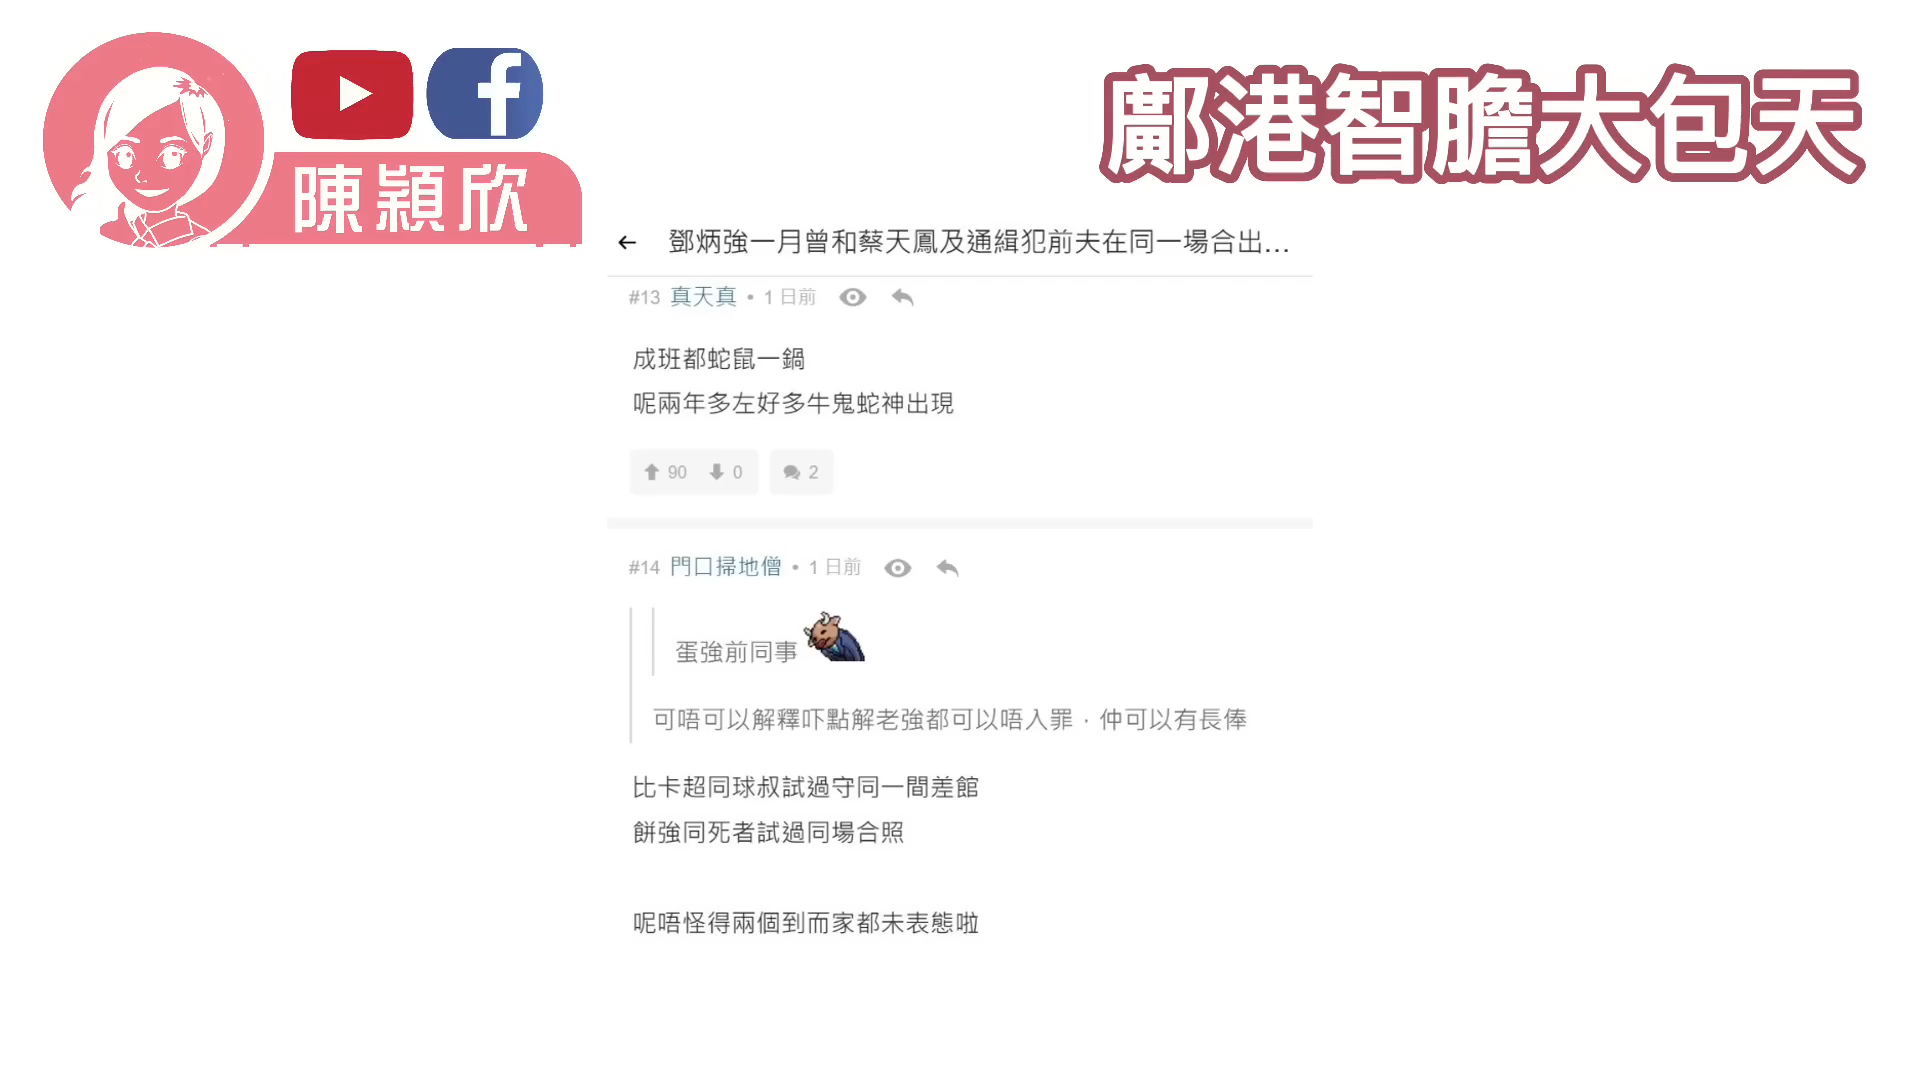 陳穎欣
鄺港智膽大包天
鄧炳強一月曾和蔡天鳳及通緝犯前夫在同一場合出...
#13 真天真 • 1 日前
成班都蛇鼠一鍋
呢兩年多左好多牛鬼蛇神出現
90 0 2
#14 門口掃地僧 • 1 日前
蛋強前同事
可唔可以解釋吓點解老強都可以唔入罪，仲可以有長俸
比卡超同球叔試過守同一間差館
餅強同死者試過同場合照
呢唔怪得兩個到而家都未表態啦